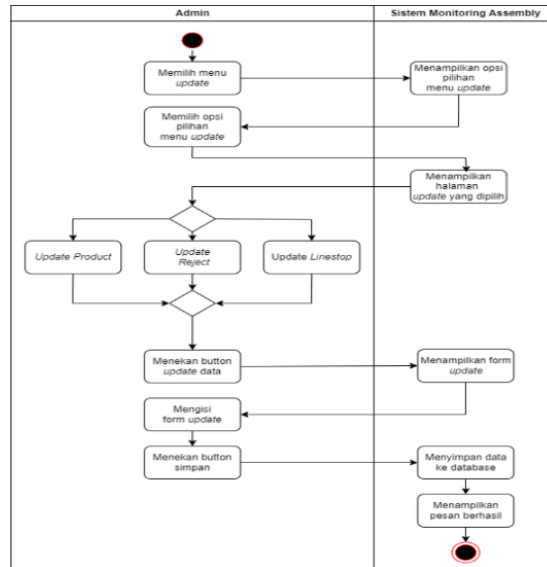 Admin
Sistem Monitoring Assembly
Memilih menu
update
Menampilkan opsi
pilihan
menu update
Memilih opsi
pilihan
menu update
Menampilkan
halaman
update yang dipilih
Update Product
Update
Reject
Update Linestop
Menekan button
update data
Menampilkan form
update
Mengisi
form update
Menekan button
simpan
Menyimpan data
ke database
Menampilkan
pesan berhasil